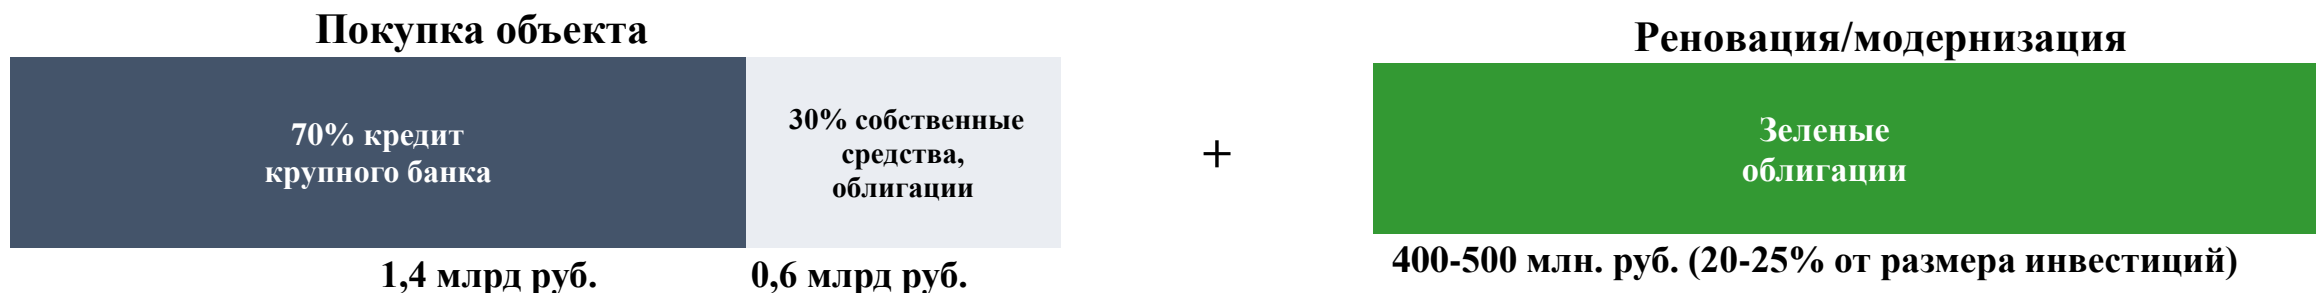 Покупка объекта
70% кредит
крупного банка
30% собственные
средства,
облигации
1,4 млрд руб.
0,6 млрд руб.
+
Реновация/модернизация
Зеленые
облигации
400-500 млн. руб. (20-25% от размера инвестиций)